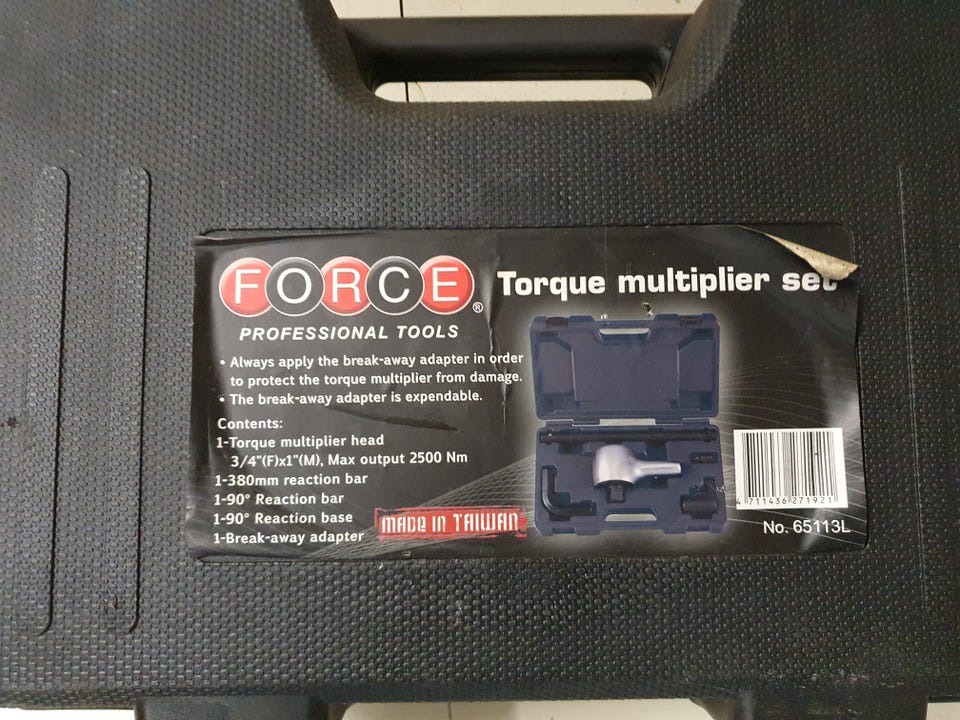 FORCE®
PROFESSIONAL TOOLS
Torque multiplier set
• Always apply the break-away adapter in order
to protect the torque multiplier from damage.
• The break-away adapter is expendable.
Contents:
1-Torque multiplier head
3/4"(F)x1"(M), Max output 2500 Nm
1-380mm reaction bar
1-90° Reaction bar
1-90° Reaction base
1-Break-away adapter
MADE IN TAIWAN
4 711436 271921
No. 65113L